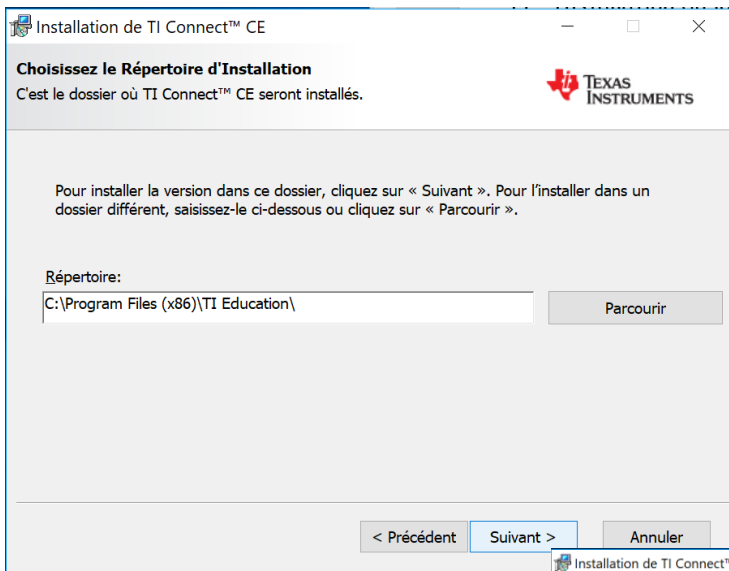 Installation de TI Connect™ CE
Choisissez le Répertoire d'Installation
C'est le dossier où TI Connect™ CE seront installés.
TEXAS
INSTRUMENTS
Pour installer la version dans ce dossier, cliquez sur « Suivant ». Pour l'installer dans un
dossier différent, saisissez-le ci-dessous ou cliquez sur « Parcourir ».
Répertoire:
C:\Program Files (x86)\TI Education\
Parcourir
< Précédent
Suivant >
Annuler
Installation de TI Connect™